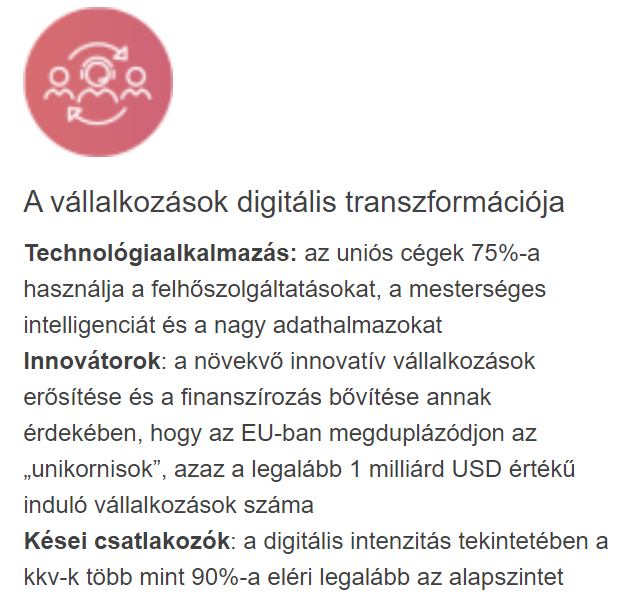 A vállalkozások digitális transzformációja
Technológiaalkalmazás: az uniós cégek 75%-a
használja a felhőszolgáltatásokat, a mesterséges
intelligenciát és a nagy adathalmazokat
Innovátorok: a növekvő innovatív vállalkozások
erősítése és a finanszírozás bővítése annak
érdekében, hogy az EU-ban megduplázódjon az
„unikornisok”, azaz a legalább 1 milliárd USD értékű
induló vállalkozások száma
Kései csatlakozók: a digitális intenzitás tekintetében a
kkv-k több mint 90%-a eléri legalább az alapszintet